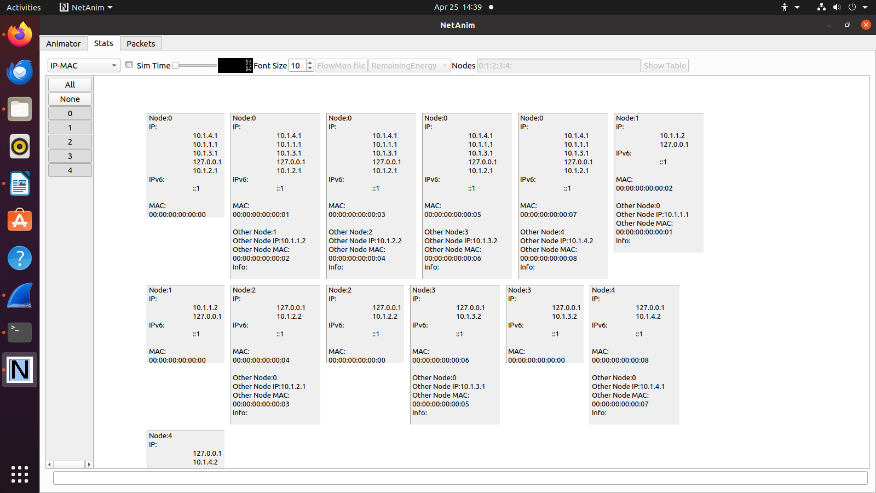 Activities
NetAnim
Apr 25 14:39
NetAnim
Animator Stats Packets
IP-MAC Sim Time Font Size 10 FlowMon file RemainingEnergy Nodes 0:1:2:3:4: Show Table
All
None
0
1
2
3
4
Node:0
IP:
10.1.4.1
10.1.1.1
10.1.3.1
127.0.0.1
10.1.2.1
IPv6:
::1
MAC:
00:00:00:00:00:00
Node:0
IP:
10.1.4.1
10.1.1.1
10.1.3.1
127.0.0.1
10.1.2.1
IPv6:
::1
MAC:
00:00:00:00:00:01
Other Node:1
Other Node IP:10.1.1.2
Other Node MAC:
00:00:00:00:00:02
Info:
Node:0
IP:
10.1.4.1
10.1.1.1
10.1.3.1
127.0.0.1
10.1.2.1
IPv6:
::1
MAC:
00:00:00:00:00:03
Other Node:2
Other Node IP:10.1.2.2
Other Node MAC:
00:00:00:00:00:04
Info:
Node:0
IP:
10.1.4.1
10.1.1.1
10.1.3.1
127.0.0.1
10.1.2.1
IPv6:
::1
MAC:
00:00:00:00:00:05
Other Node:3
Other Node IP:10.1.3.2
Other Node MAC:
00:00:00:00:00:06
Info:
Node:0
IP:
10.1.4.1
10.1.1.1
10.1.3.1
127.0.0.1
10.1.2.1
IPv6:
::1
MAC:
00:00:00:00:00:07
Other Node:4
Other Node IP:10.1.4.2
Other Node MAC:
00:00:00:00:00:08
Info:
Node:1
IP:
10.1.1.2
127.0.0.1
IPv6:
::1
MAC:
00:00:00:00:00:02
Other Node:0
Other Node IP:10.1.1.1
Other Node MAC:
00:00:00:00:00:01
Info:
Node:1
IP:
10.1.1.2
127.0.0.1
IPv6:
::1
MAC:
00:00:00:00:00:00
Node:2
IP:
127.0.0.1
10.1.2.2
IPv6:
::1
MAC:
00:00:00:00:00:04
Other Node:0
Other Node IP:10.1.2.1
Other Node MAC:
00:00:00:00:00:03
Info:
Node:2
IP:
127.0.0.1
10.1.2.2
IPv6:
::1
MAC:
00:00:00:00:00:00
Node:3
IP:
127.0.0.1
10.1.3.2
IPv6:
::1
MAC:
00:00:00:00:00:06
Other Node:0
Other Node IP:10.1.3.1
Other Node MAC:
00:00:00:00:00:05
Info:
Node:3
IP:
127.0.0.1
10.1.3.2
IPv6:
::1
MAC:
00:00:00:00:00:00
Node:4
IP:
127.0.0.1
10.1.4.2
IPv6:
::1
MAC:
00:00:00:00:00:08
Other Node:0
Other Node IP:10.1.4.1
Other Node MAC:
00:00:00:00:00:07
Info:
Node:4
IP:
127.0.0.1
10.1.4.2